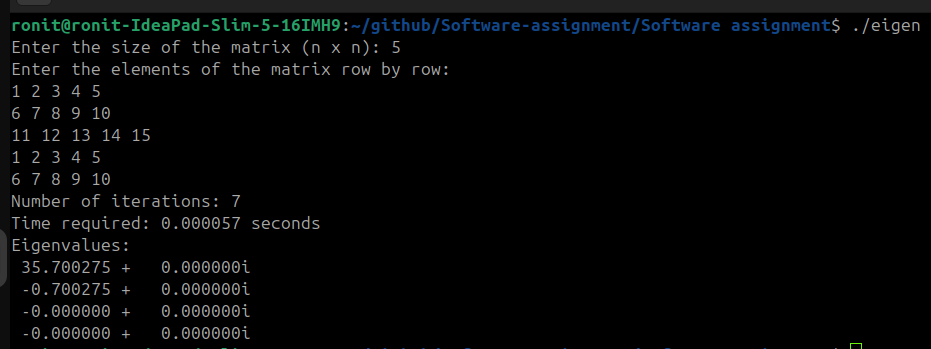 ronit@ronit-IdeaPad-Slim-5-16IMH9:~/github/Software-assignment/Software assignment$ ./eigen
Enter the size of the matrix (n x n): 5
Enter the elements of the matrix row by row:
1 2 3 4 5
6 7 8 9 10
11 12 13 14 15
1 2 3 4 5
6 7 8 9 10
Number of iterations: 7
Time required: 0.000057 seconds
Eigenvalues:
 35.700275 +   0.000000i
 -0.700275 +   0.000000i
 -0.000000 +   0.000000i
 -0.000000 +   0.000000i